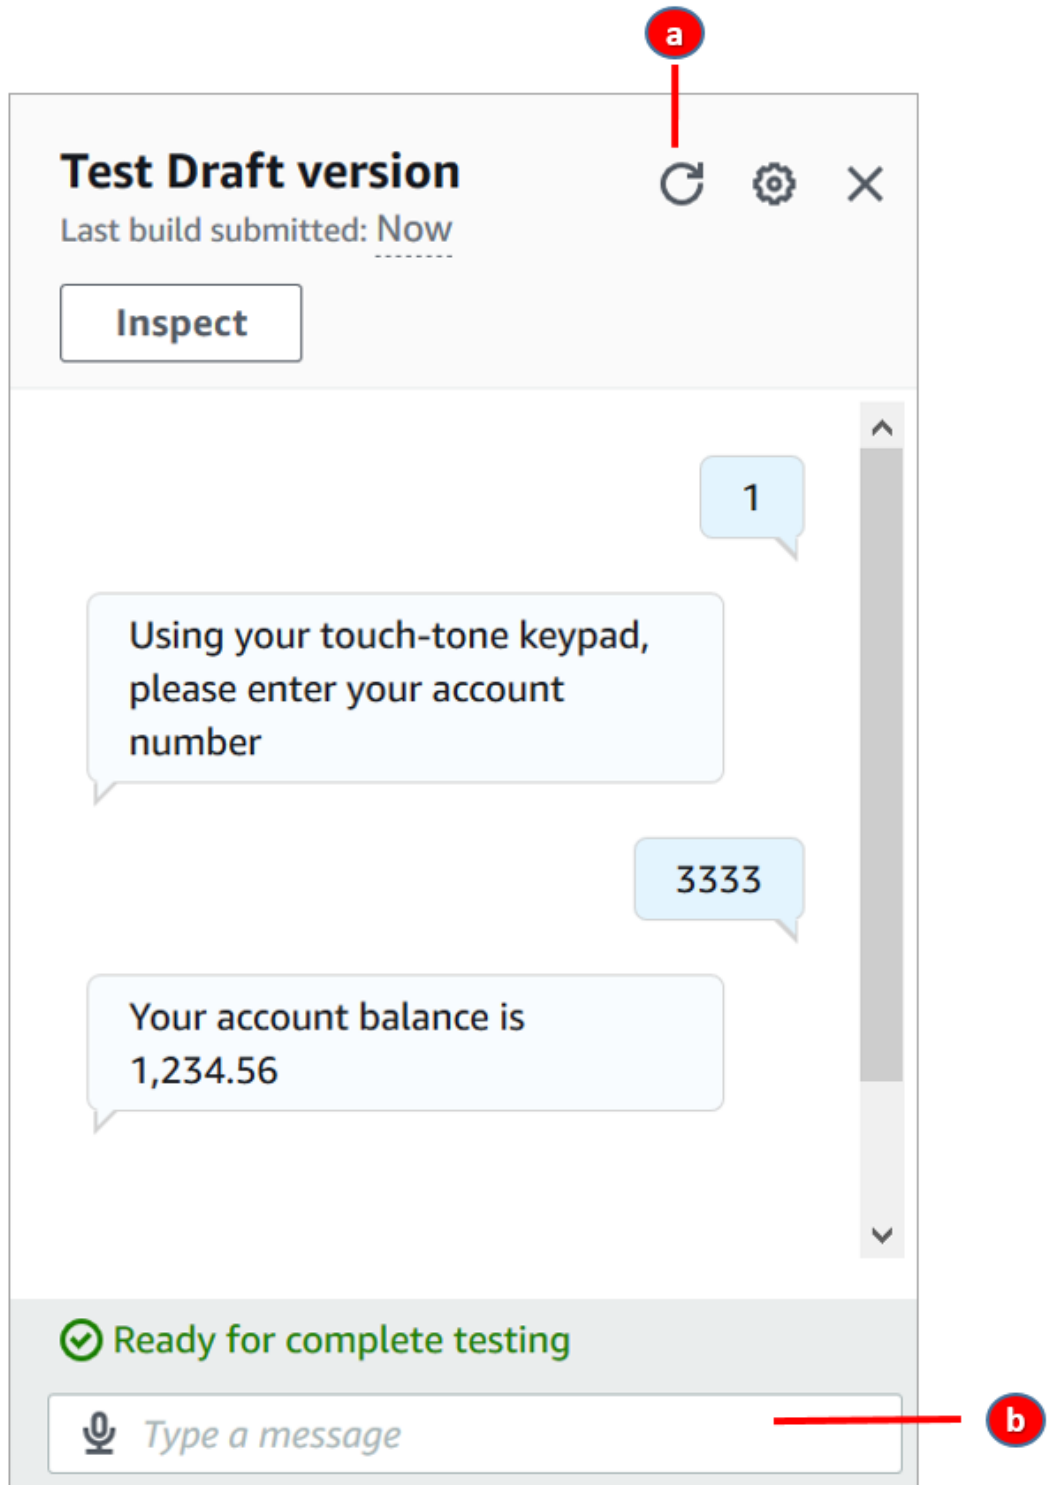 a
Test Draft version
Last build submitted: Now
Inspect
1
Using your touch-tone keypad,
please enter your account
number
3333
Your account balance is
1,234.56
Ready for complete testing
Type a message
b